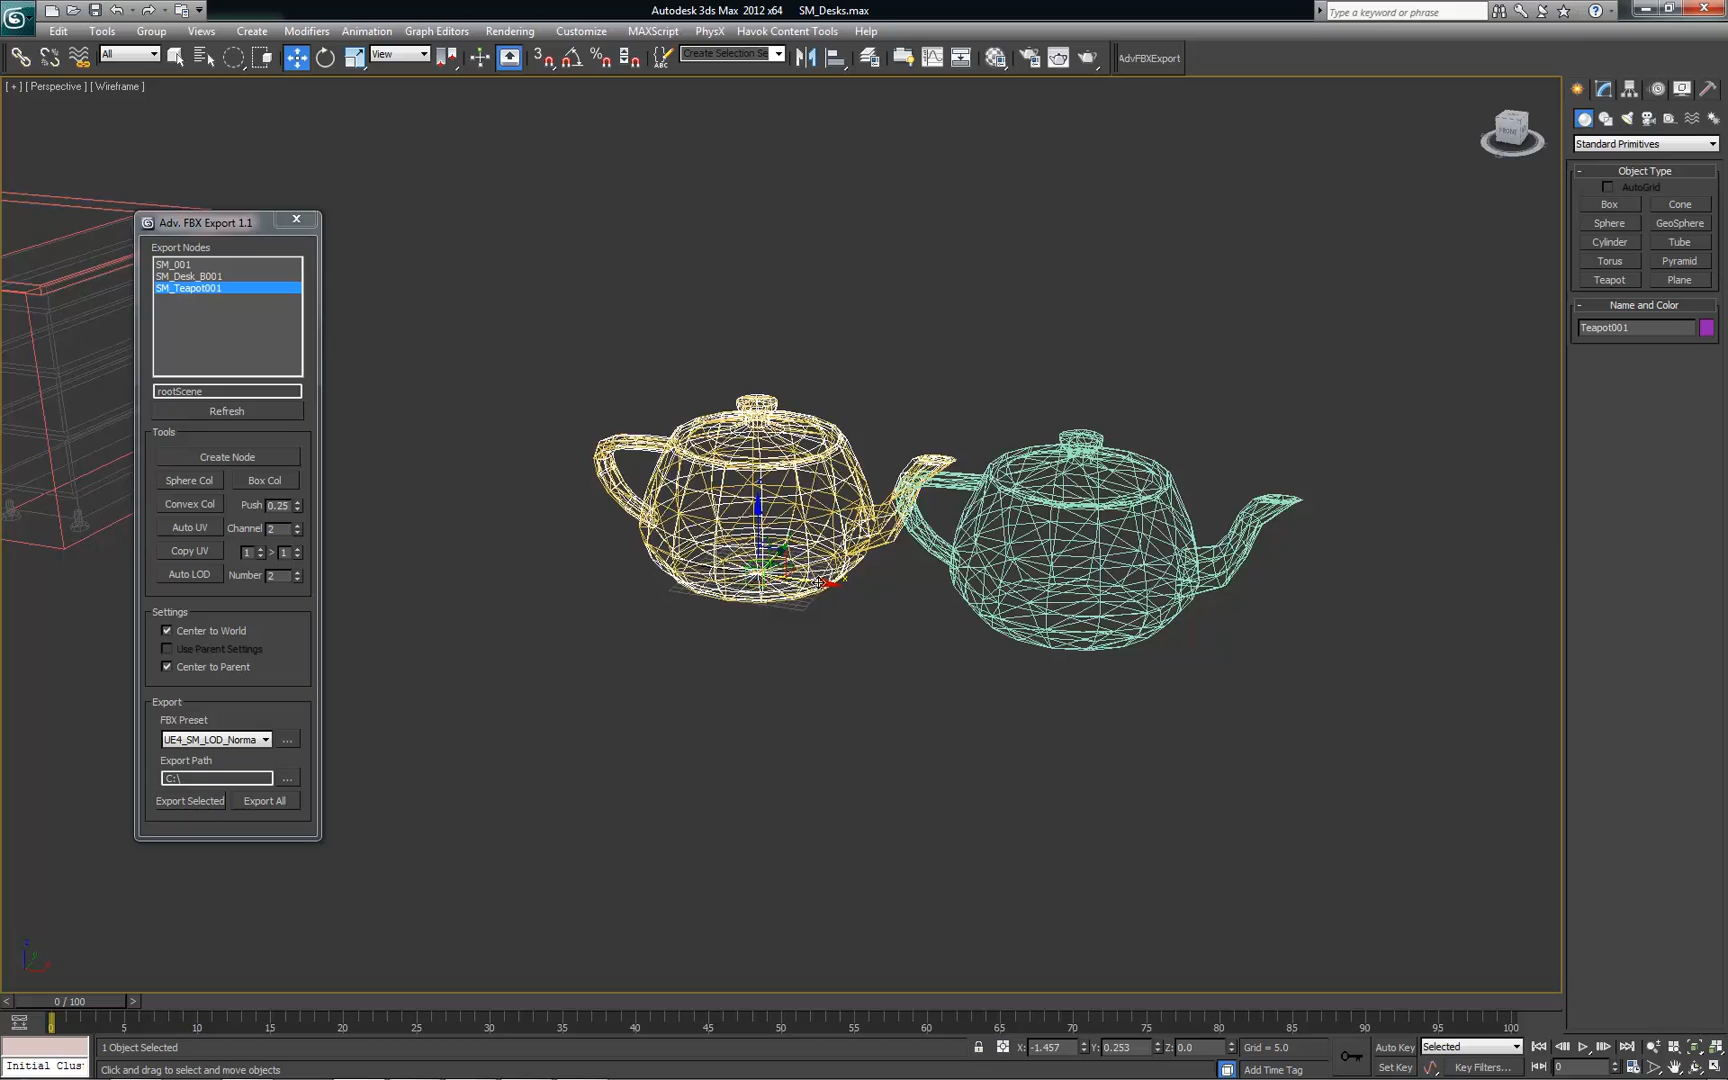 Autodesk 3ds Max 2012 x64 SM_Desks.max
Type a keyword or phrase
Edit Tools Group Views Create Modifiers Animation Graph Editors Rendering Customize MAXScript PhysX Havok Content Tools Help
All
View
3
ABC
Create Selection Se
AdvFBXExport
[ + ] [ Perspective ] [ Wireframe ]
FRONT
Standard Primitives
- Object Type
AutoGrid
Box Cone
Sphere GeoSphere
Cylinder Tube
Torus Pyramid
Teapot Plane
- Name and Color
Teapot001
Adv. FBX Export 1.1
Export Nodes
SM_001
SM_Desk_B001
SM_Teapot001
rootScene
Refresh
Tools
Create Node
Sphere Col Box Col
Convex Col Push 0.25
Auto UV Channel 2
Copy UV 1 > 1
Auto LOD Number 2
Settings
Center to World
Use Parent Settings
Center to Parent
Export
FBX Preset
UE4_SM_LOD_Norma ...
Export Path
C:\ ...
Export Selected Export All
z
x
< 0 / 100 >
0 5 10 15 20 25 30 35 40 45 50 55 60 65 70 75 80 85 90 95 100
1 Object Selected X: -1.457 Y: 0.253 Z: 0.0 Grid = 5.0 Auto Key Selected
Initial Clus Click and drag to select and move objects Add Time Tag Set Key Key Filters... 0